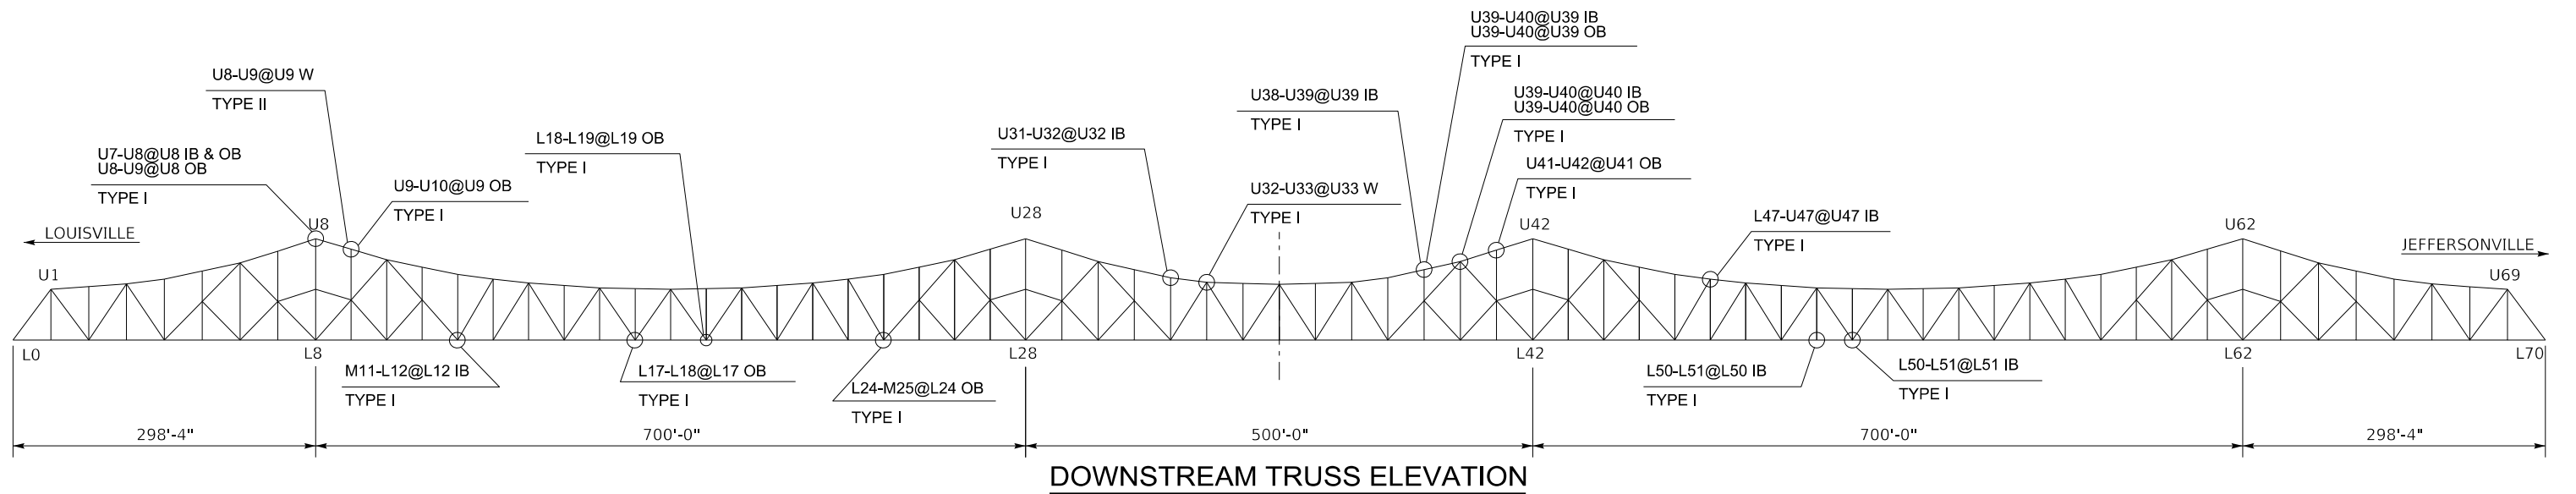 U39-U40@U39 IB
U39-U40@U39 OB
TYPE I
U8-U9@U9 W
TYPE II
U38-U39@U39 IB
TYPE I
U39-U40@U40 IB
U39-U40@U40 OB
TYPE I
L18-L19@L19 OB
TYPE I
U31-U32@U32 IB
TYPE I
U7-U8@U8 IB & OB
U8-U9@U8 OB
TYPE I
U41-U42@U41 OB
TYPE I
U9-U10@U9 OB
TYPE I
U32-U33@U33 W
TYPE I
L47-U47@U47 IB
TYPE I
LOUISVILLE
U8
U28
U42
U62
JEFFERSONVILLE
U1
U69
L0
L8
L28
L42
L62
L70
M11-L12@L12 IB
TYPE I
L17-L18@L17 OB
TYPE I
L24-M25@L24 OB
TYPE I
L50-L51@L50 IB
TYPE I
L50-L51@L51 IB
TYPE I
298'-4"
700'-0"
500'-0"
700'-0"
298'-4"
DOWNSTREAM TRUSS ELEVATION